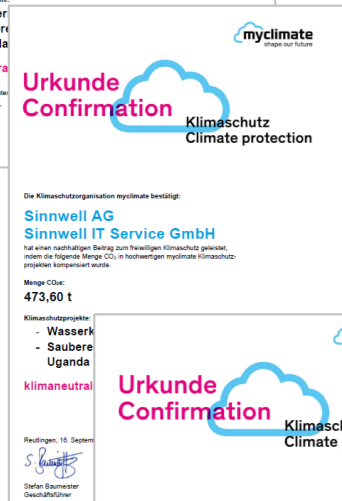 myclimate
shape our future
Urkunde
Confirmation
Klimaschutz
Climate protection
Die Klimaschutzorganisation myclimate bestätigt:
Sinnwell AG
Sinnwell IT Service GmbH
hat einen nachhaltigen Beitrag zum freiwilligen Klimaschutz geleistet,
indem die folgende Menge CO₂ in hochwertigen myclimate Klimaschutz-
projekten kompensiert wurde.
Menge CO₂e:
473,60 t
Klimaschutzprojekte:
- Wasserk
- Saubere
Uganda
klimaneutral
Reutlingen, 16. Septem
Stefan Baumeister
Geschäftsführer
Urkunde
Confirmation
Klimasch
Climate